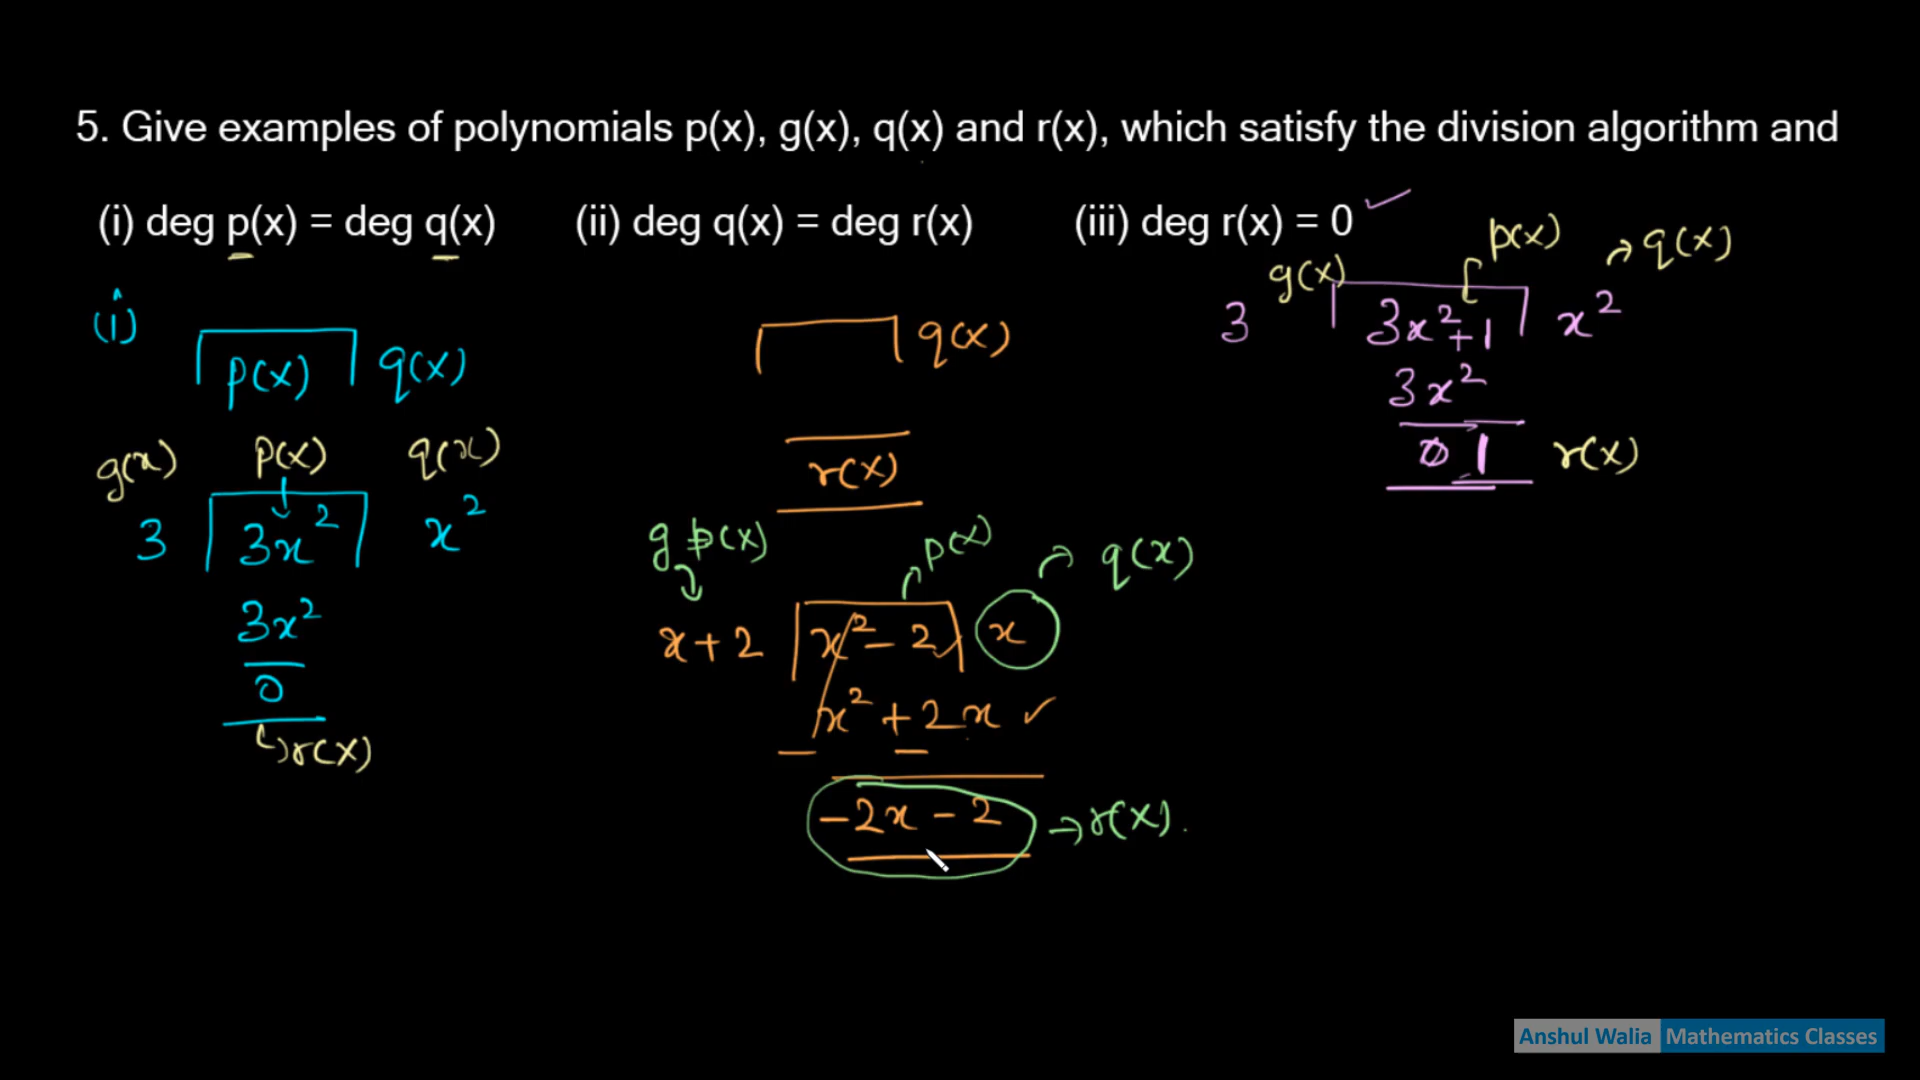 5. Give examples of polynomials p(x), g(x), q(x) and r(x), which satisfy the division algorithm and
(i) deg p(x) = deg q(x) (ii) deg q(x) = deg r(x) (iii) deg r(x) = 0
(i)
p(x) q(x)
g(x) p(x) q(x)
3 3x² x²
3x²
0
r(x)
q(x)
r(x)
g p(x) p(x) q(x)
x+2 x²-2 x
x²+2x
-2x-2 → r(x).
g(x) p(x) q(x)
3 3x²+1 x²
3x²
0 1 r(x)
Anshul Walia Mathematics Classes